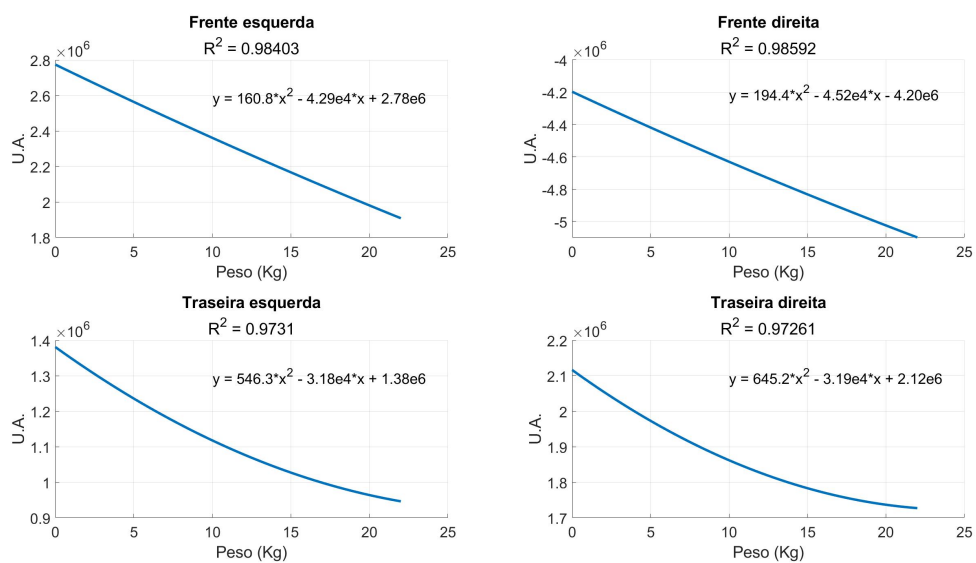 Frente esquerda
R² = 0.98403
×10⁶
2.8
2.6
2.4
2.2
2
1.8
U.A.
y = 160.8*x² - 4.29e4*x + 2.78e6
0 5 10 15 20 25
Peso (Kg)
Frente direita
R² = 0.98592
×10⁶
-4
-4.2
-4.4
-4.6
-4.8
-5
U.A.
y = 194.4*x² - 4.52e4*x - 4.20e6
0 5 10 15 20 25
Peso (Kg)
Traseira esquerda
R² = 0.9731
×10⁶
1.4
1.3
1.2
1.1
1
0.9
U.A.
y = 546.3*x² - 3.18e4*x + 1.38e6
0 5 10 15 20 25
Peso (Kg)
Traseira direita
R² = 0.97261
×10⁶
2.2
2.1
2
1.9
1.8
1.7
U.A.
y = 645.2*x² - 3.19e4*x + 2.12e6
0 5 10 15 20 25
Peso (Kg)